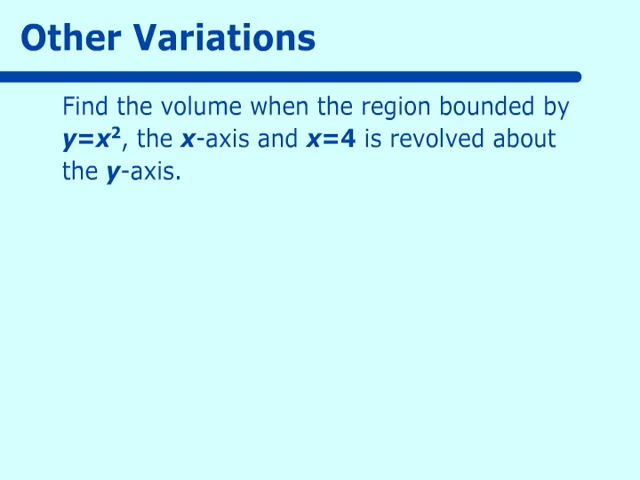 Other Variations
Find the volume when the region bounded by
y=x², the x-axis and x=4 is revolved about
the y-axis.